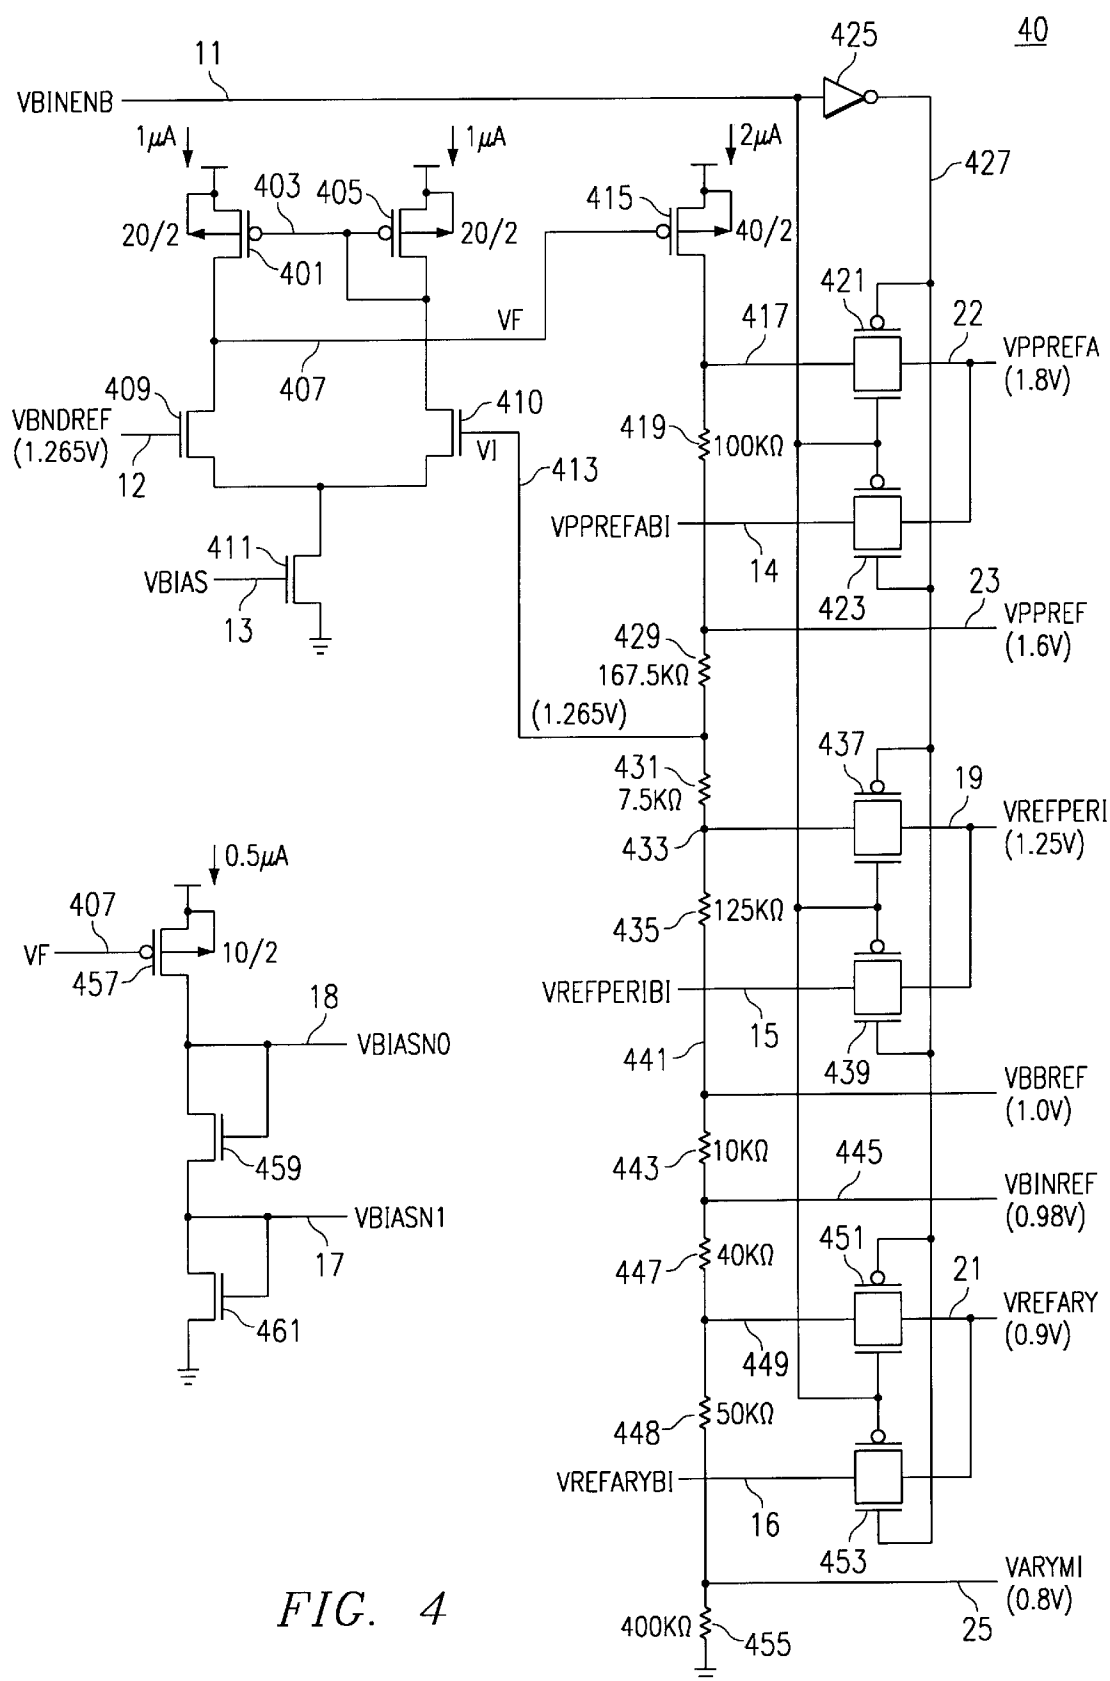 40
425
11
VBINENB
1μA
1μA
2μA
427
403
405
415
20/2
20/2
40/2
401
421
VF
417
22
VPPREFA
(1.8V)
407
409
410
VBNDREF
(1.265V)
419
100KΩ
VI
413
12
VPPREFABI
411
14
VBIAS
423
23
13
VPPREF
(1.6V)
429
167.5KΩ
(1.265V)
437
431
7.5KΩ
19
VREFPERI
(1.25V)
433
0.5μA
407
435
125KΩ
VF
10/2
457
18
VREFPERIBI
15
VBIASN0
441
439
VBBREF
(1.0V)
459
443
10KΩ
445
VBINREF
(0.98V)
VBIASN1
17
447
40KΩ
451
21
VREFARY
(0.9V)
461
449
448
50KΩ
VREFARYBI
16
453
VARYMI
(0.8V)
FIG. 4
400KΩ
455
25